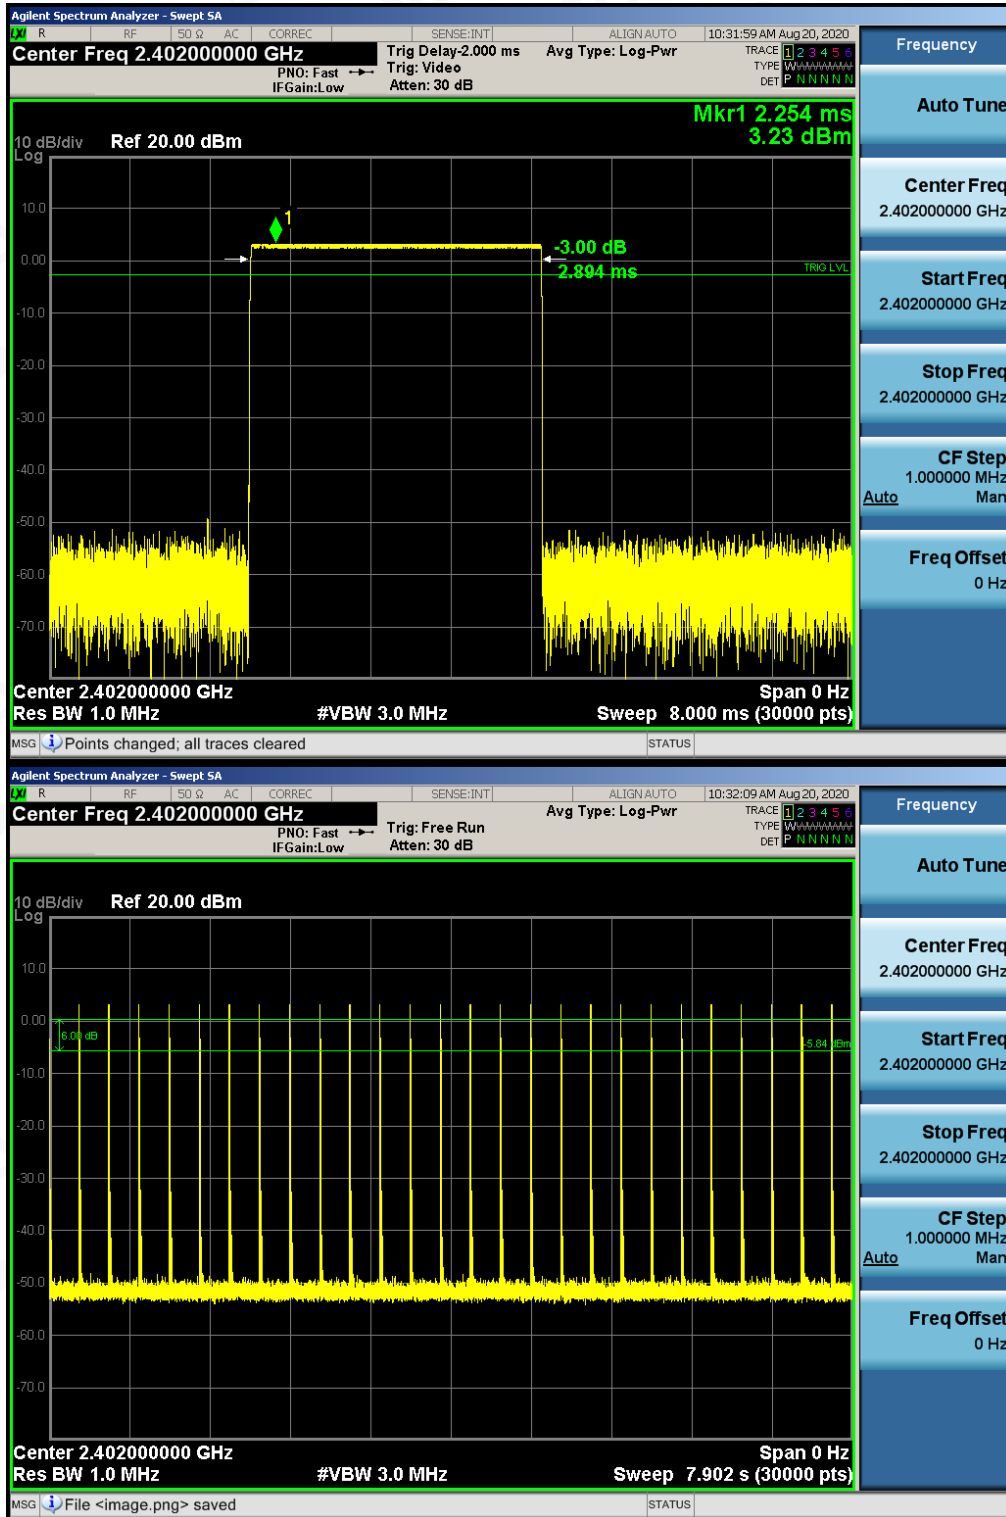 Agilent Spectrum Analyzer - Swept SA
LXI R RF 50 Ω AC CORREC SENSE:INT ALIGN AUTO 10:31:59 AM Aug 20, 2020
Center Freq 2.402000000 GHz
PNO: Fast
IFGain:Low
Trig Delay-2.000 ms
Trig: Video
Atten: 30 dB
Avg Type: Log-Pwr
TRACE 1 2 3 4 5 6
TYPE WWWWWW
DET P N N N N N
Frequency
Mkr1 2.254 ms
3.23 dBm
10 dB/div
Log
Ref 20.00 dBm
10.0
1
-3.00 dB
0.00
2.894 ms
TRIG LVL
-10.0
-20.0
-30.0
-40.0
-50.0
-60.0
-70.0
Center 2.402000000 GHz
Span 0 Hz
Res BW 1.0 MHz
#VBW 3.0 MHz
Sweep 8.000 ms (30000 pts)
Auto Tune
Center Freq
2.402000000 GHz
Start Freq
2.402000000 GHz
Stop Freq
2.402000000 GHz
CF Step
1.000000 MHz
Auto Man
Freq Offset
0 Hz
MSG Points changed; all traces cleared
STATUS
Agilent Spectrum Analyzer - Swept SA
LXI R RF 50 Ω AC CORREC SENSE:INT ALIGN AUTO 10:32:09 AM Aug 20, 2020
Center Freq 2.402000000 GHz
PNO: Fast
IFGain:Low
Trig: Free Run
Atten: 30 dB
Avg Type: Log-Pwr
TRACE 1 2 3 4 5 6
TYPE WWWWWW
DET P N N N N N
Frequency
10 dB/div
Log
Ref 20.00 dBm
10.0
0.00
6.00 dB
-5.84 dBm
-10.0
-20.0
-30.0
-40.0
-50.0
-60.0
-70.0
Center 2.402000000 GHz
Span 0 Hz
Res BW 1.0 MHz
#VBW 3.0 MHz
Sweep 7.902 s (30000 pts)
Auto Tune
Center Freq
2.402000000 GHz
Start Freq
2.402000000 GHz
Stop Freq
2.402000000 GHz
CF Step
1.000000 MHz
Auto Man
Freq Offset
0 Hz
MSG File <image.png> saved
STATUS